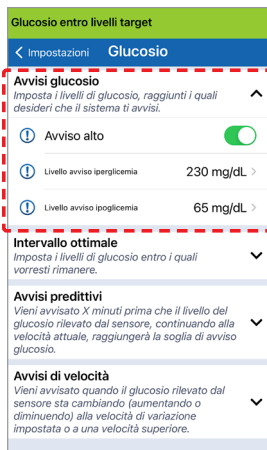 Glucosio entro livelli target
Impostazioni Glucosio
Avvisi glucosio
Imposta i livelli di glucosio, raggiunti i quali
desideri che il sistema ti avvisi.
Avviso alto
Livello avviso iperglicemia 230 mg/dL
Livello avviso ipoglicemia 65 mg/dL
Intervallo ottimale
Imposta i livelli di glucosio entro i quali
vorresti rimanere.
Avvisi predittivi
Vieni avvisato X minuti prima che il livello del
glucosio rilevato dal sensore, continuando alla
velocità attuale, raggiungerà la soglia di avviso
glucosio.
Avvisi di velocità
Vieni avvisato quando il glucosio rilevato dal
sensore sta cambiando (aumentando o
diminuendo) alla velocità di variazione
impostata o a una velocità superiore.